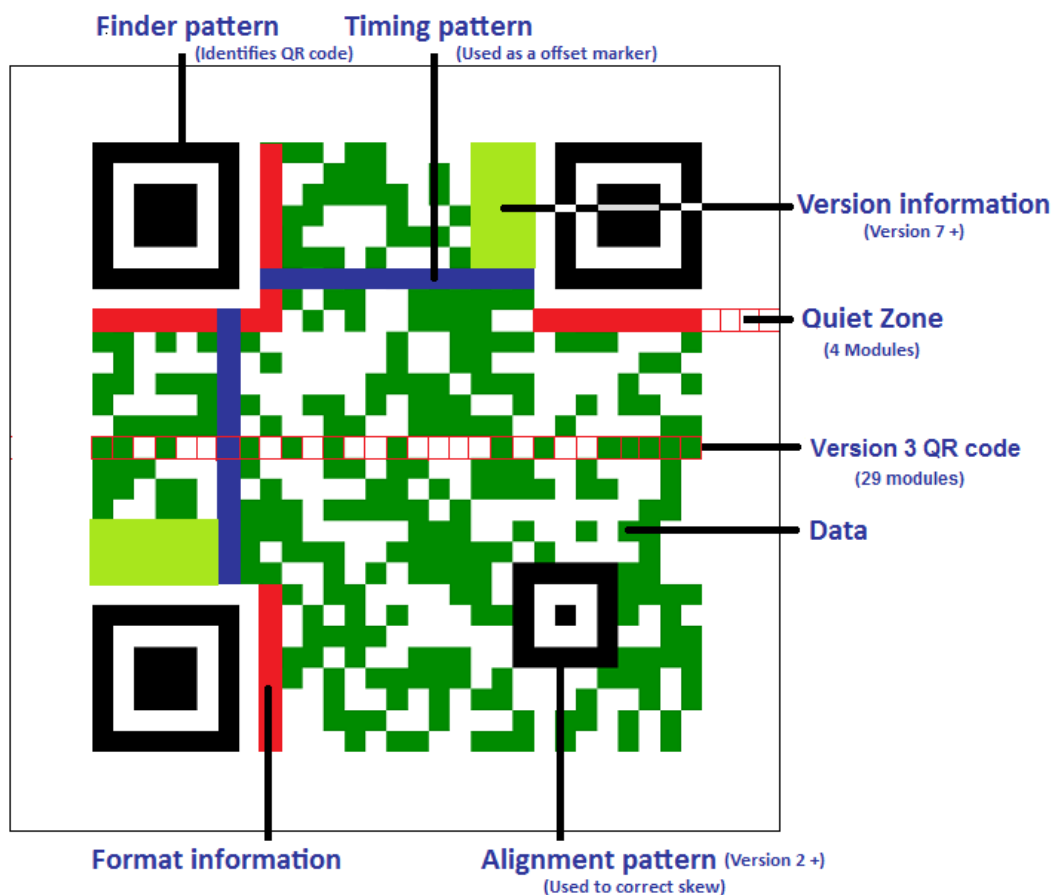 Finder pattern
(Identifies QR code)
Timing pattern
(Used as a offset marker)
Version information
(Version 7 +)
Quiet Zone
(4 Modules)
Version 3 QR code
(29 modules)
Data
Format information
Alignment pattern (Version 2 +)
(Used to correct skew)